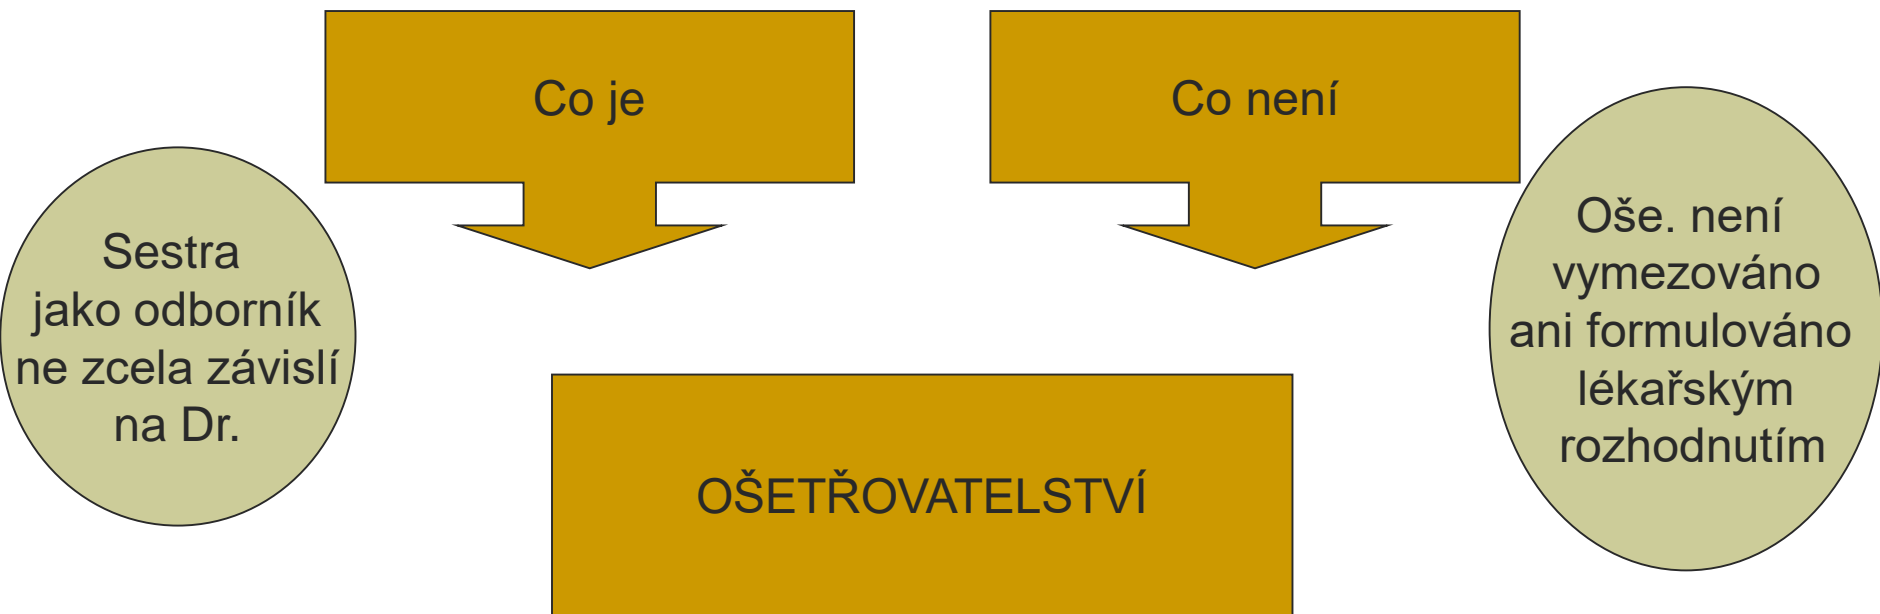 Co je
Co není
Sestra
jako odborník
ne zcela závislí
na Dr.
Oše. není
vymezováno
ani formulováno
lékařským
rozhodnutím
OŠETŘOVATELSTVÍ